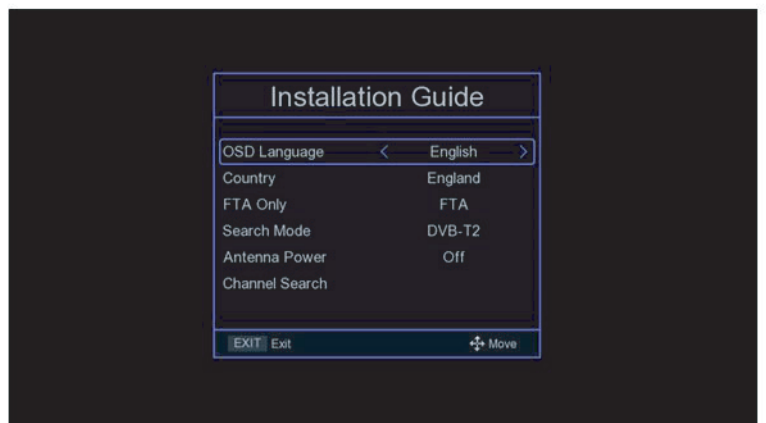 Installation Guide
OSD Language < English >
Country England
FTA Only FTA
Search Mode DVB-T2
Antenna Power Off
Channel Search
EXIT Exit Move